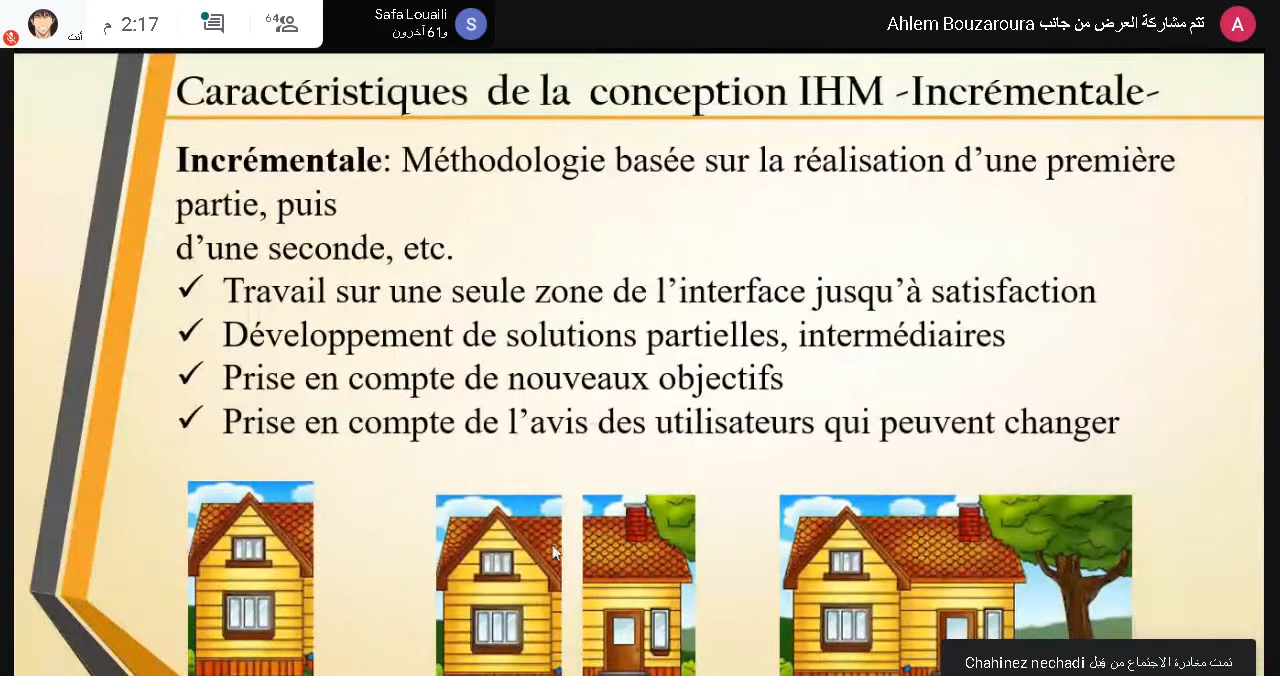 أنت
2:17 م
64
Safa Louaili
و61 آخرون
S
تتم مشاركة العرض من جانب Ahlem Bouzaroura
A
Caractéristiques de la conception IHM -Incrémentale-
Incrémentale: Méthodologie basée sur la réalisation d’une première
partie, puis
d’une seconde, etc.
✓ Travail sur une seule zone de l’interface jusqu’à satisfaction
✓ Développement de solutions partielles, intermédiaires
✓ Prise en compte de nouveaux objectifs
✓ Prise en compte de l’avis des utilisateurs qui peuvent changer
تمت مغادرة الاجتماع من قِبَل Chahinez nechadi